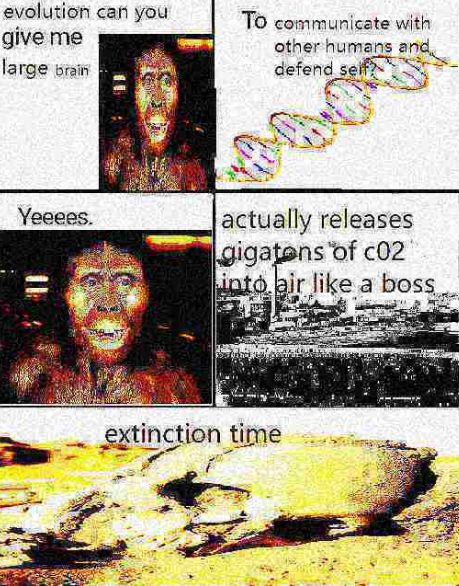 evolution can you
give me
large brain
To communicate with
other humans and
defend self?
Yeeees.
actually releases
gigatons of c02
into air like a boss
extinction time